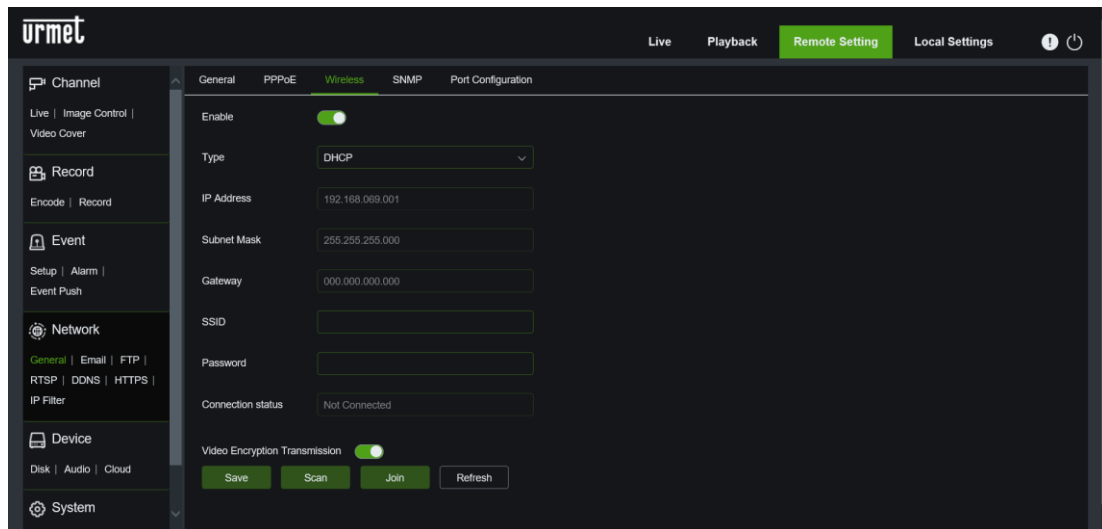 urmet
Live Playback Remote Setting Local Settings
Channel
Live | Image Control |
Video Cover
Record
Encode | Record
Event
Setup | Alarm |
Event Push
Network
General | Email | FTP |
RTSP | DDNS | HTTPS |
IP Filter
Device
Disk | Audio | Cloud
System
General PPPoE Wireless SNMP Port Configuration
Enable
Type DHCP
IP Address 192.168.069.001
Subnet Mask 255.255.255.000
Gateway 000.000.000.000
SSID
Password
Connection status Not Connected
Video Encryption Transmission
Save Scan Join Refresh